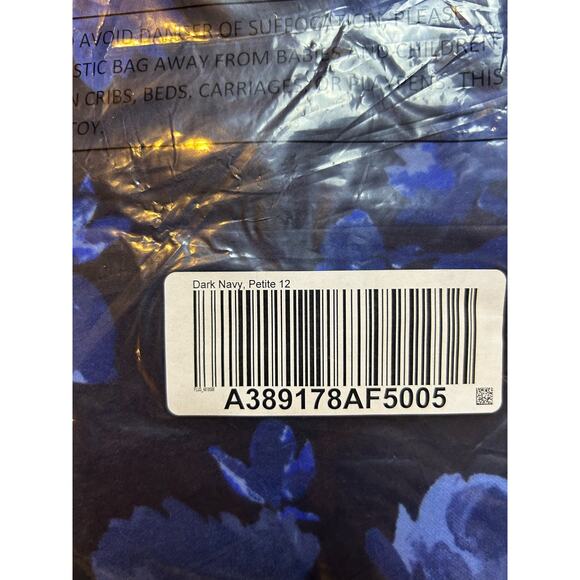 AVOID DANGER OF SUFFOCATION, PLEASE
STIC BAG AWAY FROM BABIES AND CHILDREN
N CRIBS, BEDS, CARRIAGES, OR PLAYPENS. THIS
TOY.
Dark Navy, Petite 12
A389178AF5005